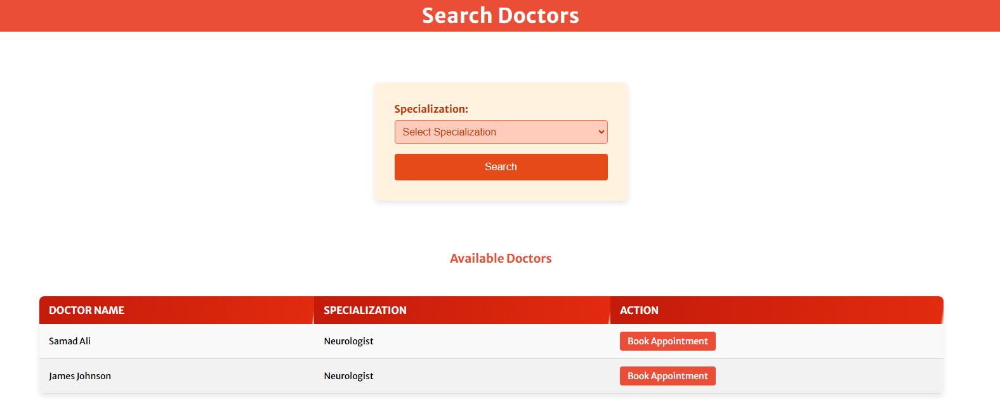 Search Doctors
Specialization:
Select Specialization
Search
Available Doctors
DOCTOR NAME SPECIALIZATION ACTION
Samad Ali Neurologist Book Appointment
James Johnson Neurologist Book Appointment